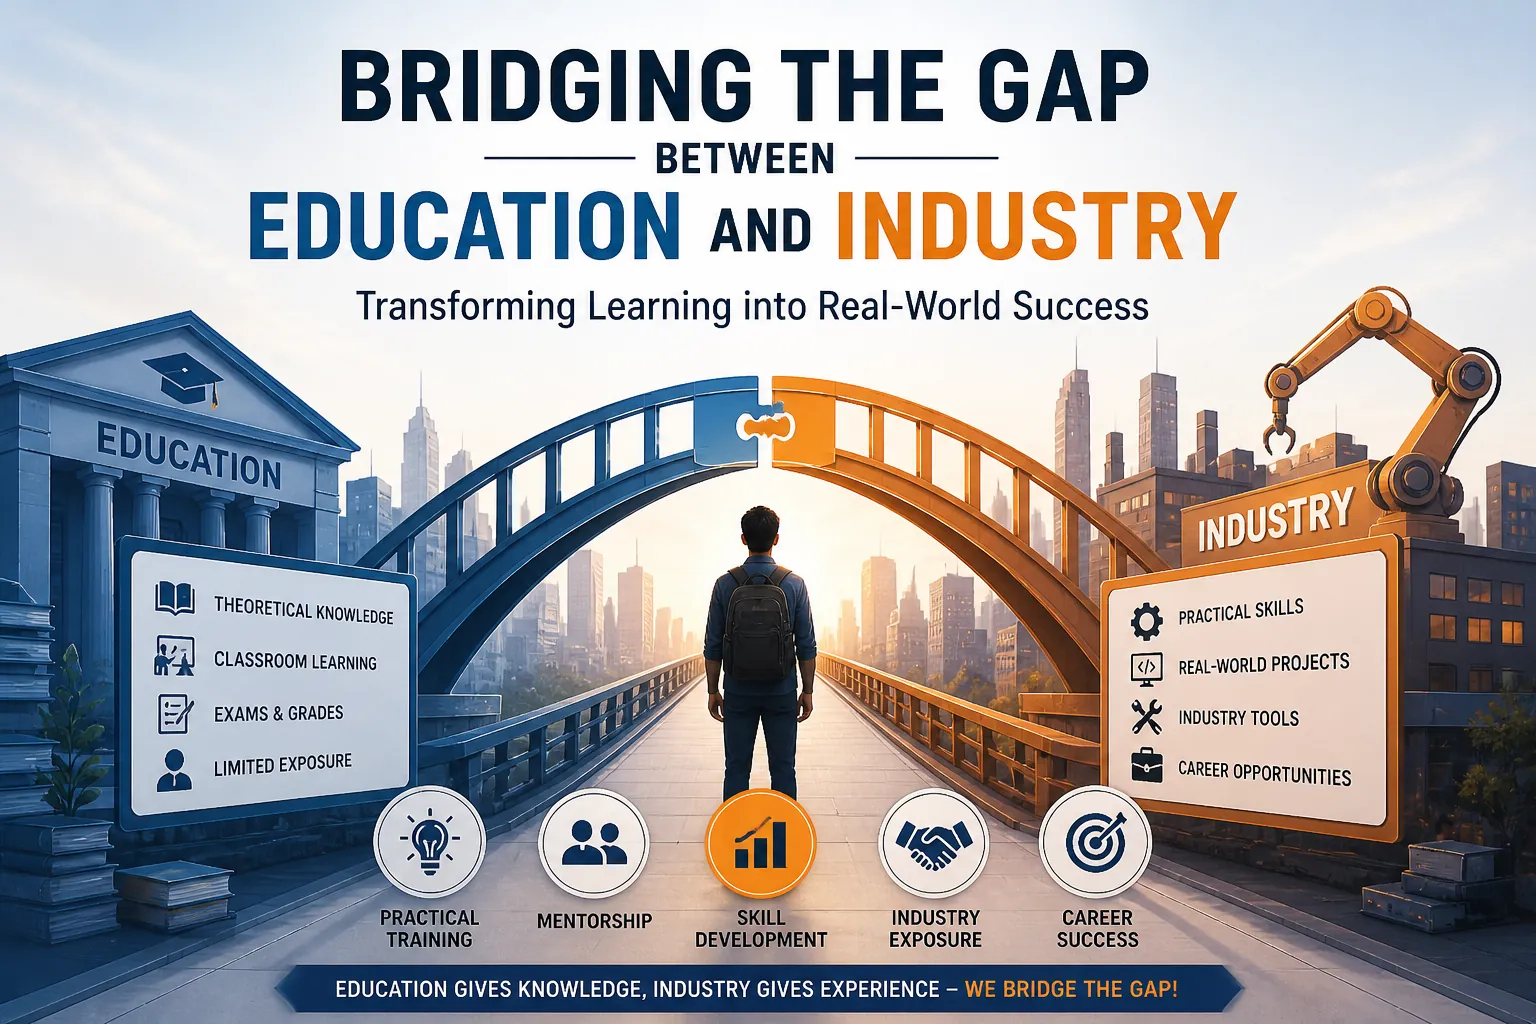 BRIDGING THE GAP
BETWEEN
EDUCATION AND INDUSTRY
Transforming Learning into Real-World Success
EDUCATION
THEORETICAL KNOWLEDGE
CLASSROOM LEARNING
EXAMS & GRADES
LIMITED EXPOSURE
INDUSTRY
PRACTICAL SKILLS
</>
REAL-WORLD PROJECTS
INDUSTRY TOOLS
CAREER OPPORTUNITIES
PRACTICAL
TRAINING
MENTORSHIP
SKILL
DEVELOPMENT
INDUSTRY
EXPOSURE
CAREER
SUCCESS
EDUCATION GIVES KNOWLEDGE, INDUSTRY GIVES EXPERIENCE – WE BRIDGE THE GAP!